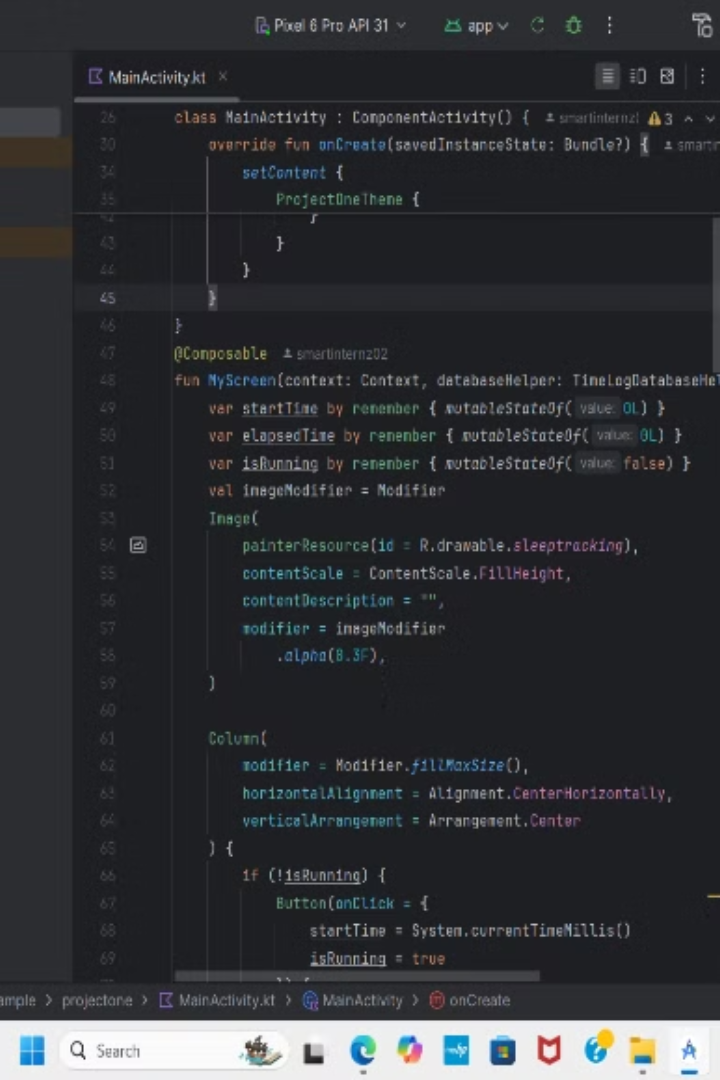 Pixel 6 Pro API 31 app
MainActivity.kt
26 class MainActivity : ComponentActivity() { smartinternz 3
30 override fun onCreate(savedInstanceState: Bundle?) {
34 setContent {
35 ProjectOneTheme {
42 }
43 }
44 }
45 }
46 }
47 @Composable smartinternz02
48 fun MyScreen(context: Context, databaseHelper: TimeLogDatabaseHel
49 var startTime by remember { mutableStateOf( value: 0L) }
50 var elapsedTime by remember { mutableStateOf( value: 0L) }
51 var isRunning by remember { mutableStateOf( value: false) }
52 val imageModifier = Modifier
53 Image(
54 painterResource(id = R.drawable.sleeptracking),
55 contentScale = ContentScale.FillHeight,
56 contentDescription = "",
57 modifier = imageModifier
58 .alpha(0.3F),
59 )
60
61 Column(
62 modifier = Modifier.fillMaxSize(),
63 horizontalAlignment = Alignment.CenterHorizontally,
64 verticalArrangement = Arrangement.Center
65 ) {
66 if (!isRunning) {
67 Button(onClick = {
68 startTime = System.currentTimeMillis()
69 isRunning = true
}) {
ample > projectone > MainActivity.kt > MainActivity > onCreate
Search